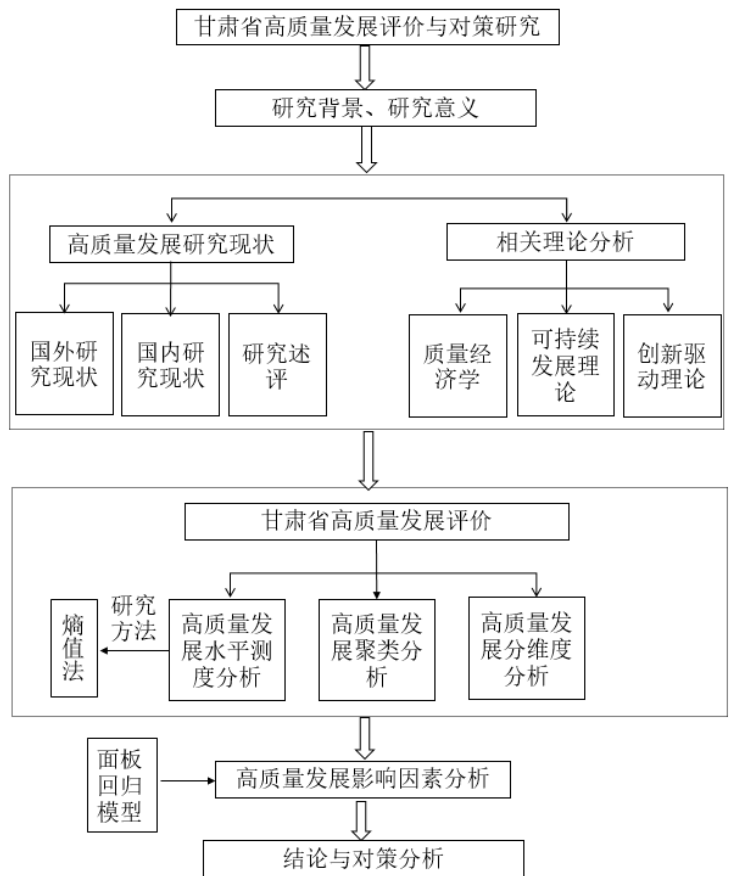 甘肃省高质量发展评价与对策研究
研究背景、研究意义
高质量发展研究现状
相关理论分析
国外研
究现状
国内研
究现状
研究述
评
质量经
济学
可持续
发展理
论
创新驱
动理论
甘肃省高质量发展评价
熵
值
法
研究
方法
高质量发
展水平测
度分析
高质量发
展聚类分
析
高质量发
展分维度
分析
面板
回归
模型
高质量发展影响因素分析
结论与对策分析